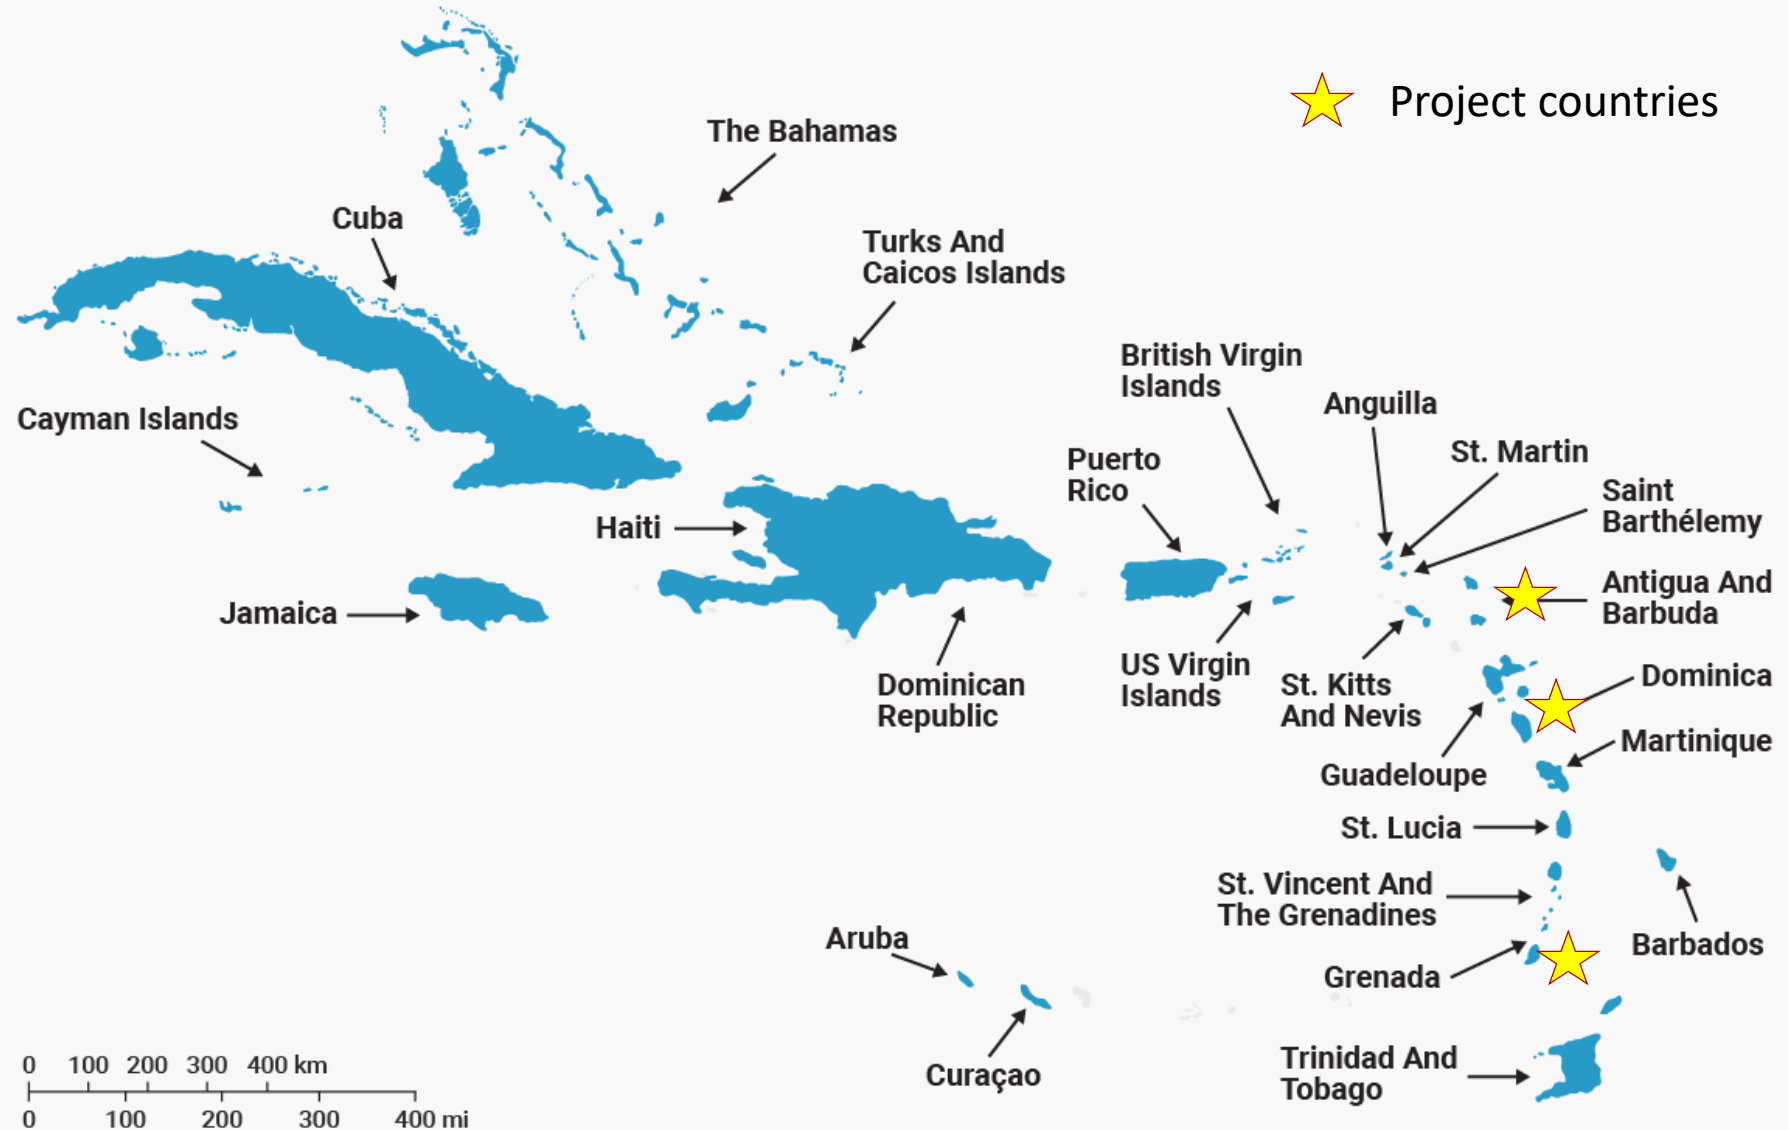 Project countries
The Bahamas
Cuba
Turks And
Caicos Islands
British Virgin
Islands
Anguilla
Cayman Islands
Puerto
Rico
St. Martin
Saint
Barthélemy
Haiti
Jamaica
Antigua And
Barbuda
Dominican
Republic
US Virgin
Islands
St. Kitts
And Nevis
Dominica
Martinique
Guadeloupe
St. Lucia
St. Vincent And
The Grenadines
Barbados
Aruba
Grenada
Curaçao
Trinidad And
Tobago
0 100 200 300 400 km
0 100 200 300 400 mi